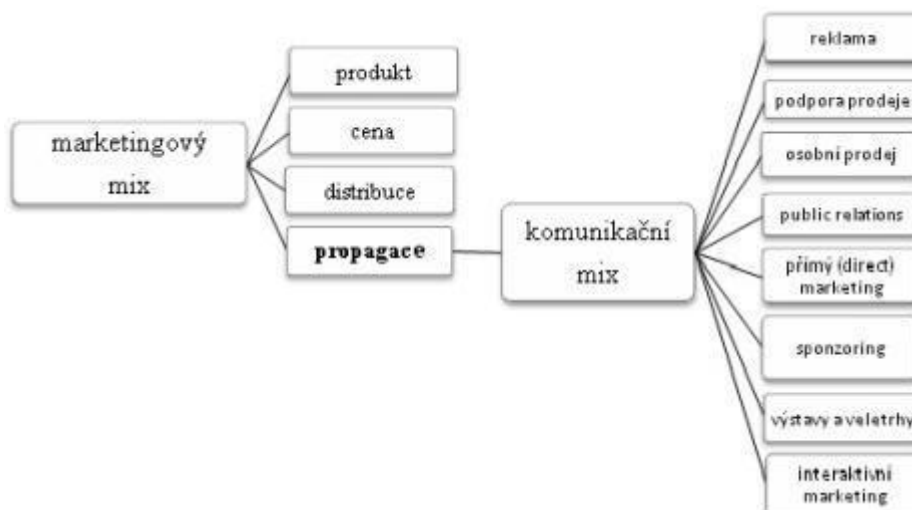 marketingový
mix
produkt
cena
distribuce
propagace
komunikační
mix
reklama
podpora prodeje
osobní prodej
public relations
přímý (direct)
marketing
sponzoring
výstavy a veletrhy
interaktivní
marketing